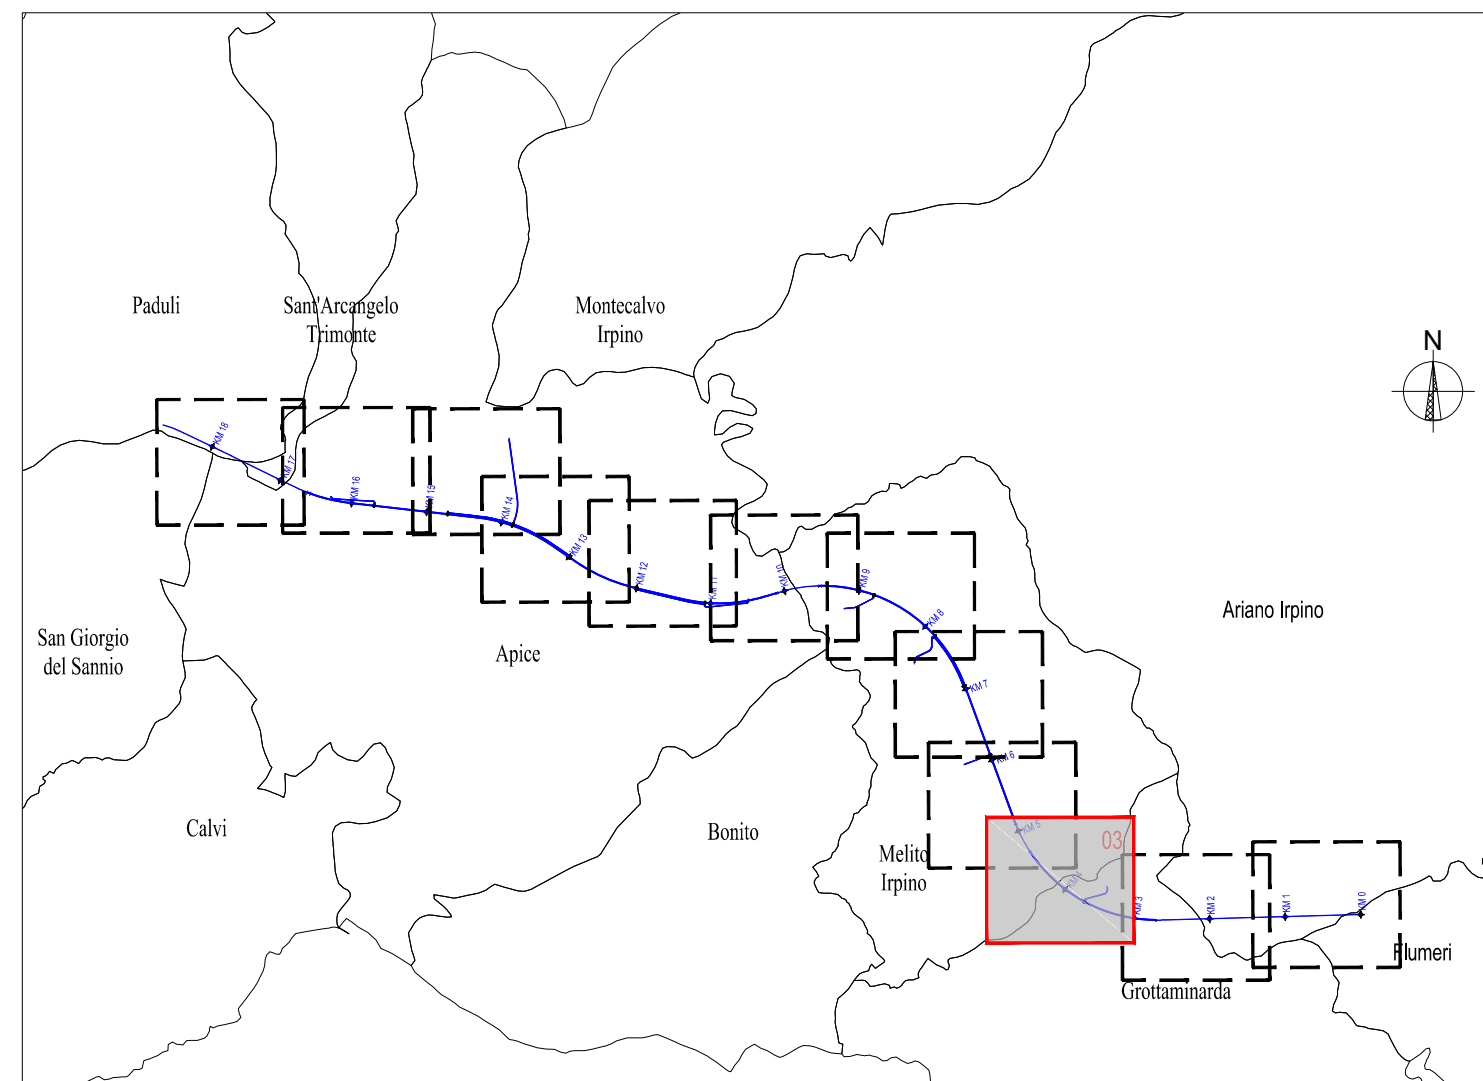 Paduli
Sant'Arcangelo
Trimonte
Montecalvo
Irpino
N
KM 18
KM 17
KM 16
KM 15
KM 14
KM 13
KM 12
KM 11
KM 10
KM 9
KM 8
KM 7
KM 6
KM 5
KM 4
KM 3
KM 2
KM 1
KM 0
Ariano Irpino
San Giorgio
del Sannio
Apice
Calvi
Bonito
Melito
Irpino
03
Flumeri
Grottaminarda